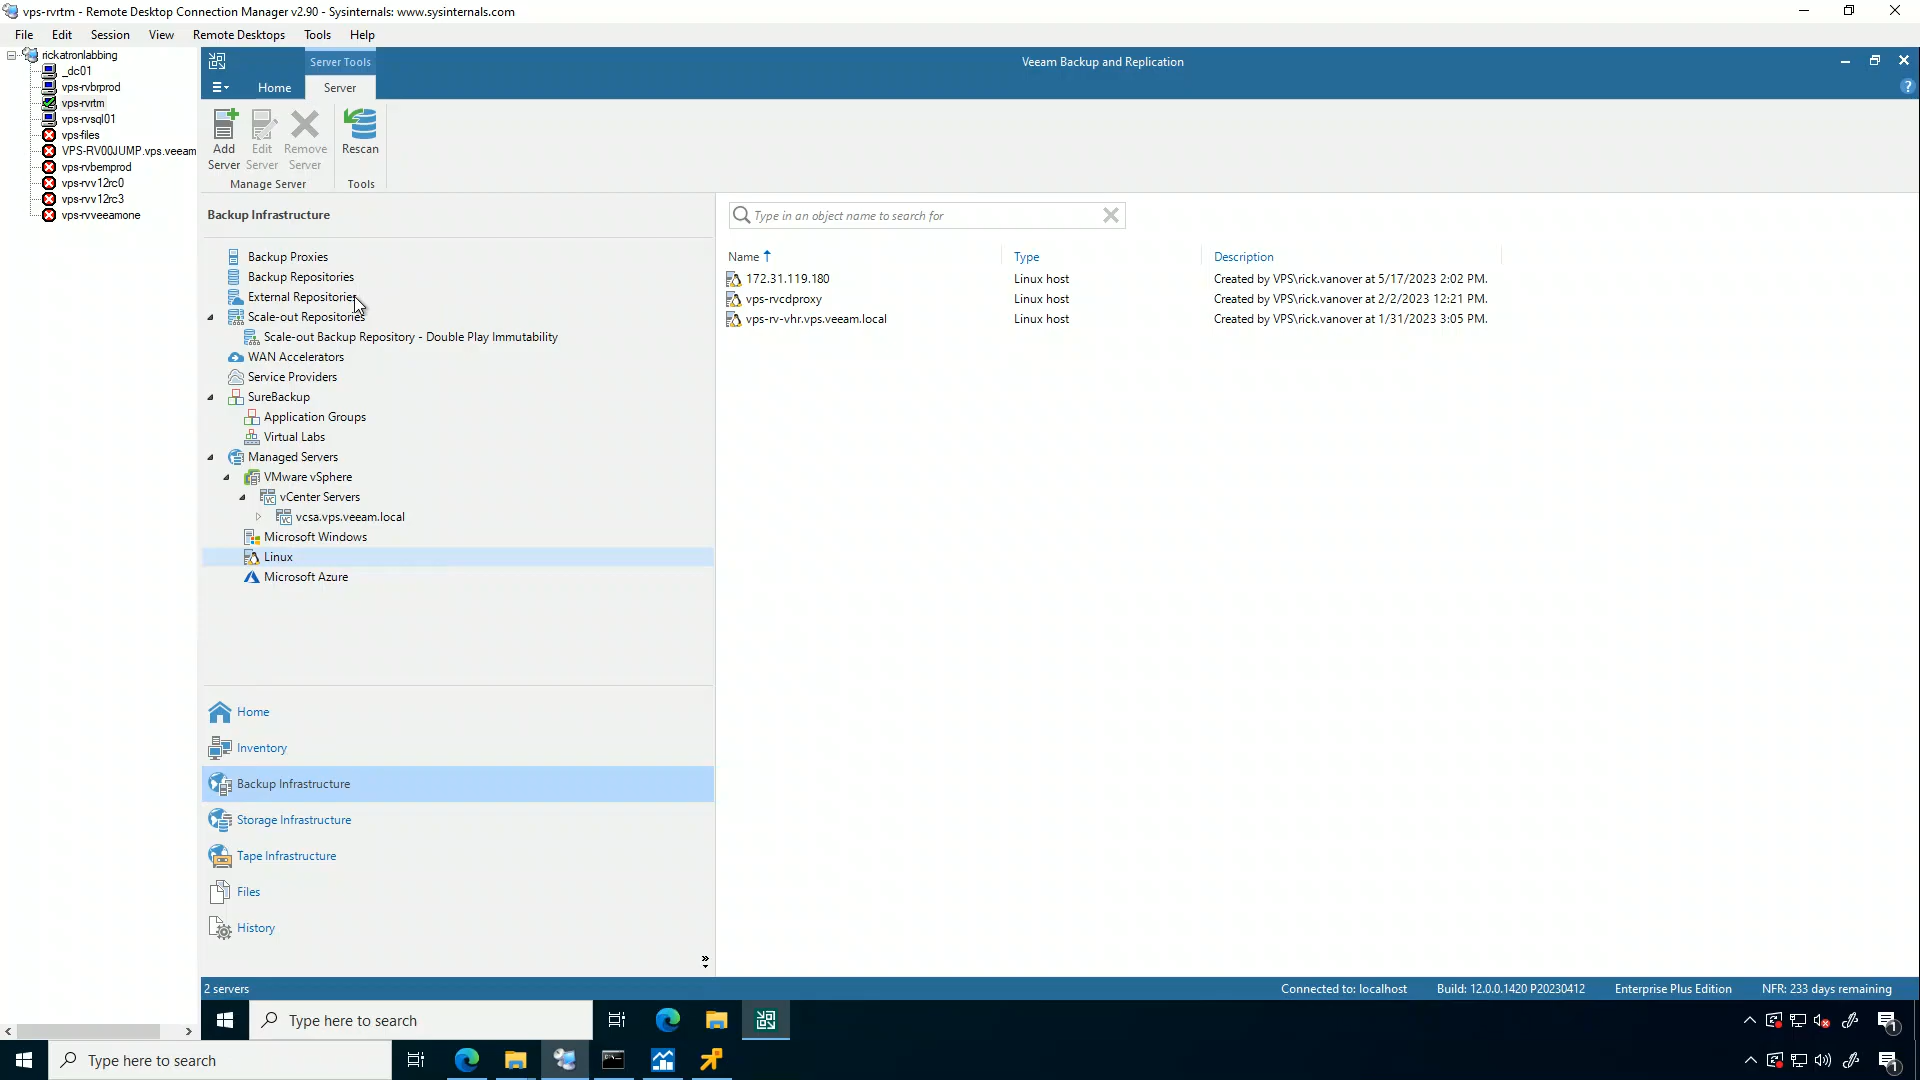 vps-rvrtm - Remote Desktop Connection Manager v2.90 - Sysinternals: www.sysinternals.com
File Edit Session View Remote Desktops Tools Help
rickatronlabbing
_dc01
vps-rvbrprod
vps-rvrtm
vps-rvsql01
vps-files
VPS-RV00JUMP.vps.veeam
vps-rvbemprod
vps-rvv12rc0
vps-rvv12rc3
vps-rvveeamone
Server Tools
Veeam Backup and Replication
Home Server
Add Server
Edit Server
Remove Server
Rescan
Manage Server
Tools
Backup Infrastructure
Backup Proxies
Backup Repositories
External Repositories
Scale-out Repositories
Scale-out Backup Repository - Double Play Immutability
WAN Accelerators
Service Providers
SureBackup
Application Groups
Virtual Labs
Managed Servers
VMware vSphere
vCenter Servers
vcsa.vps.veeam.local
Microsoft Windows
Linux
Microsoft Azure
Home
Inventory
Backup Infrastructure
Storage Infrastructure
Tape Infrastructure
Files
History
Type in an object name to search for
Name Type Description
172.31.119.180 Linux host Created by VPS\rick.vanover at 5/17/2023 2:02 PM.
vps-rvcdproxy Linux host Created by VPS\rick.vanover at 2/2/2023 12:21 PM.
vps-rv-vhr.vps.veeam.local Linux host Created by VPS\rick.vanover at 1/31/2023 3:05 PM.
2 servers
Connected to: localhost Build: 12.0.0.1420 P20230412 Enterprise Plus Edition NFR: 233 days remaining
Type here to search
1
Type here to search
1